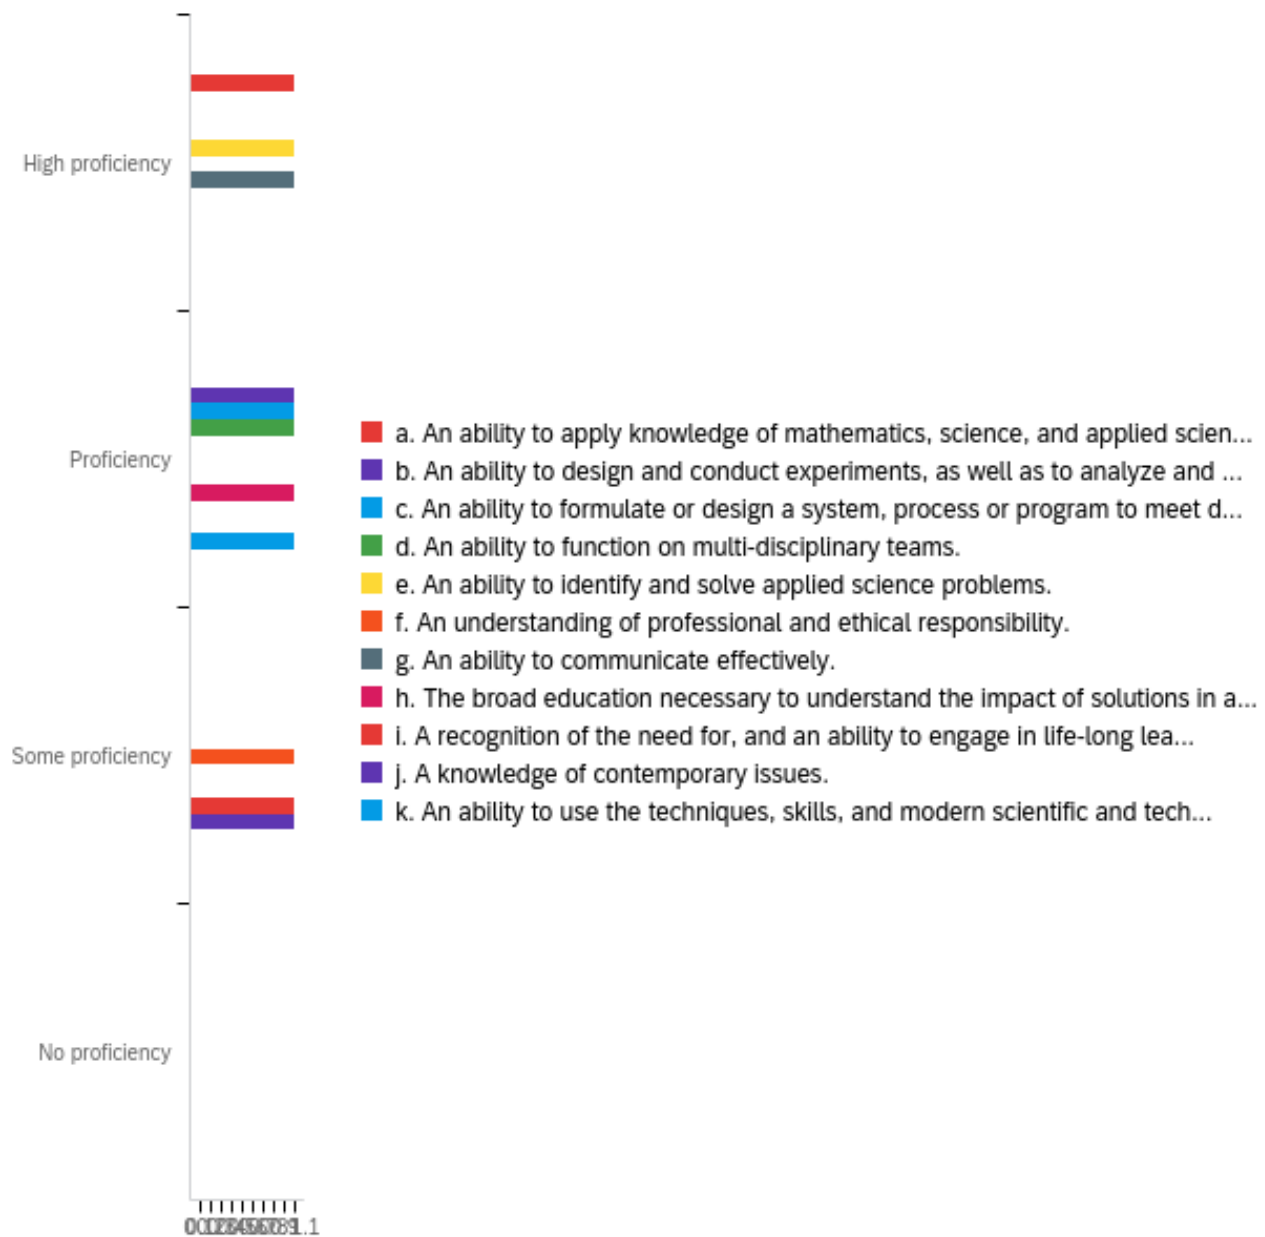 High proficiency
Proficiency
Some proficiency
No proficiency
a. An ability to apply knowledge of mathematics, science, and applied scien...
b. An ability to design and conduct experiments, as well as to analyze and ...
c. An ability to formulate or design a system, process or program to meet d...
d. An ability to function on multi-disciplinary teams.
e. An ability to identify and solve applied science problems.
f. An understanding of professional and ethical responsibility.
g. An ability to communicate effectively.
h. The broad education necessary to understand the impact of solutions in a...
i. A recognition of the need for, and an ability to engage in life-long lea...
j. A knowledge of contemporary issues.
k. An ability to use the techniques, skills, and modern scientific and tech...